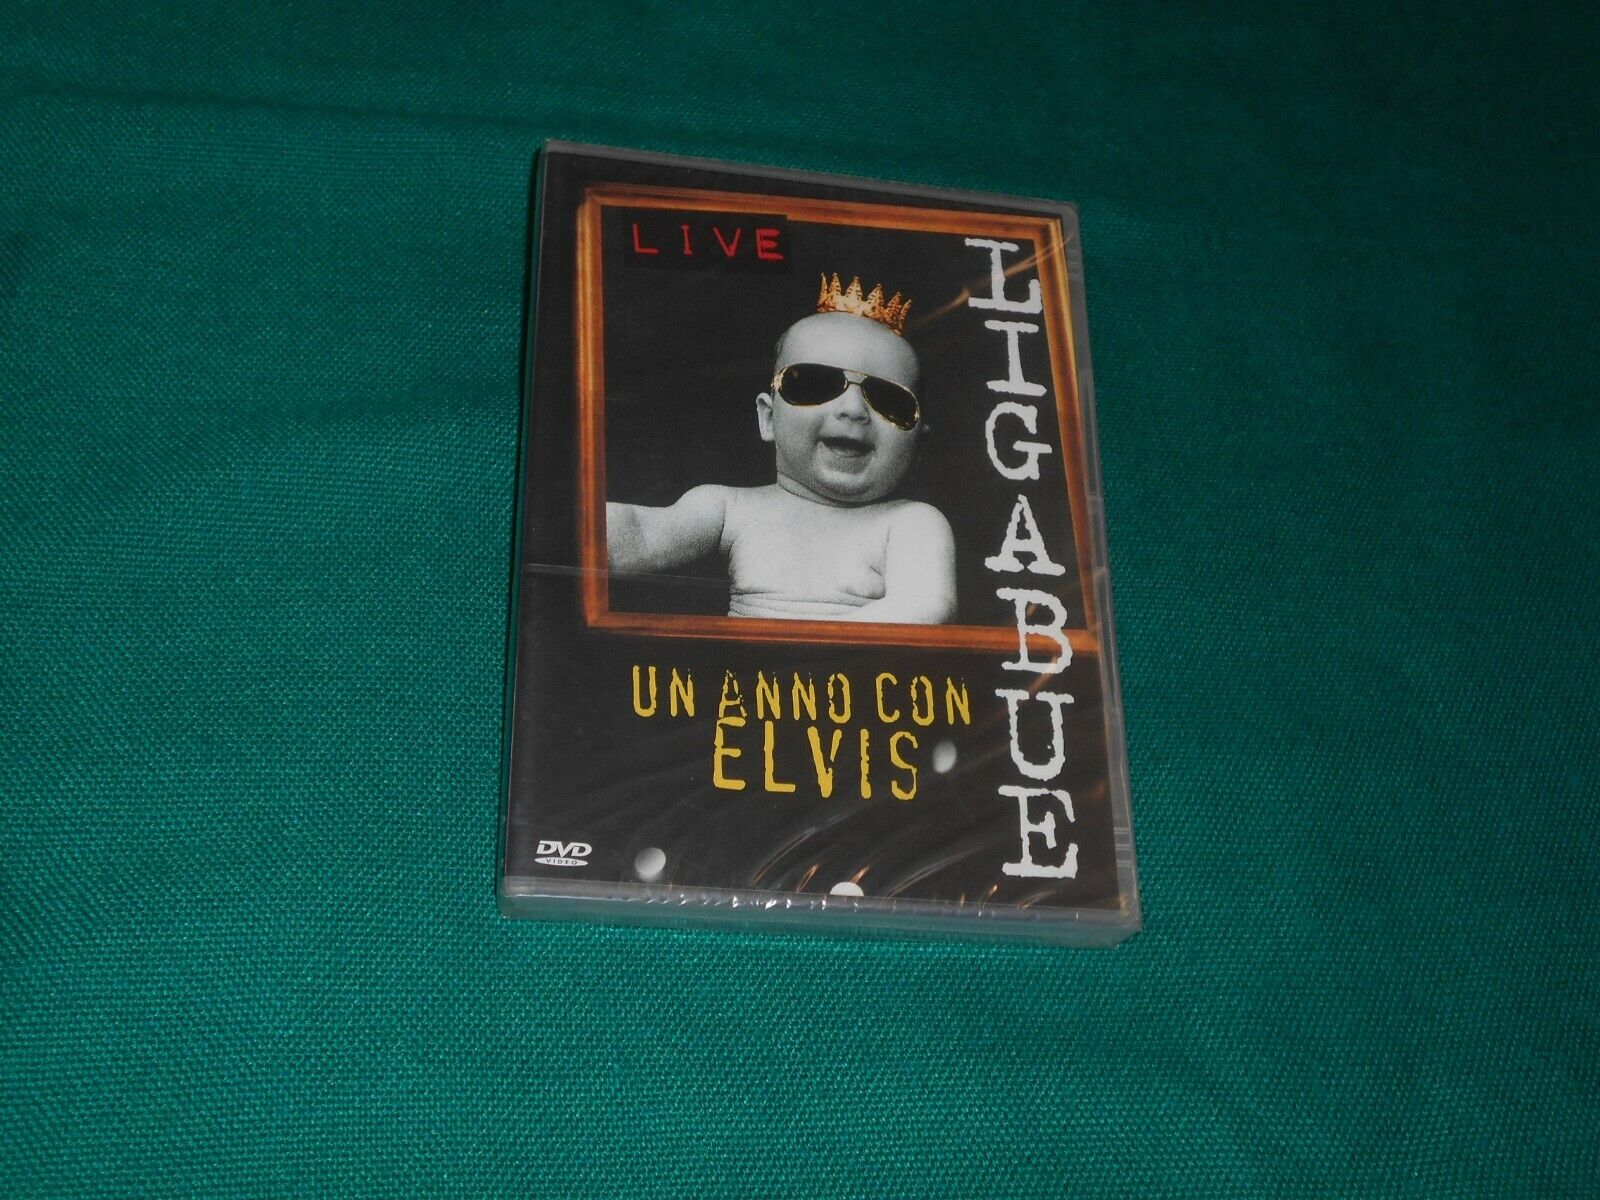 LIVE
LIGABUE
UN ANNO CON
ELVIS
DVD
VIDEO